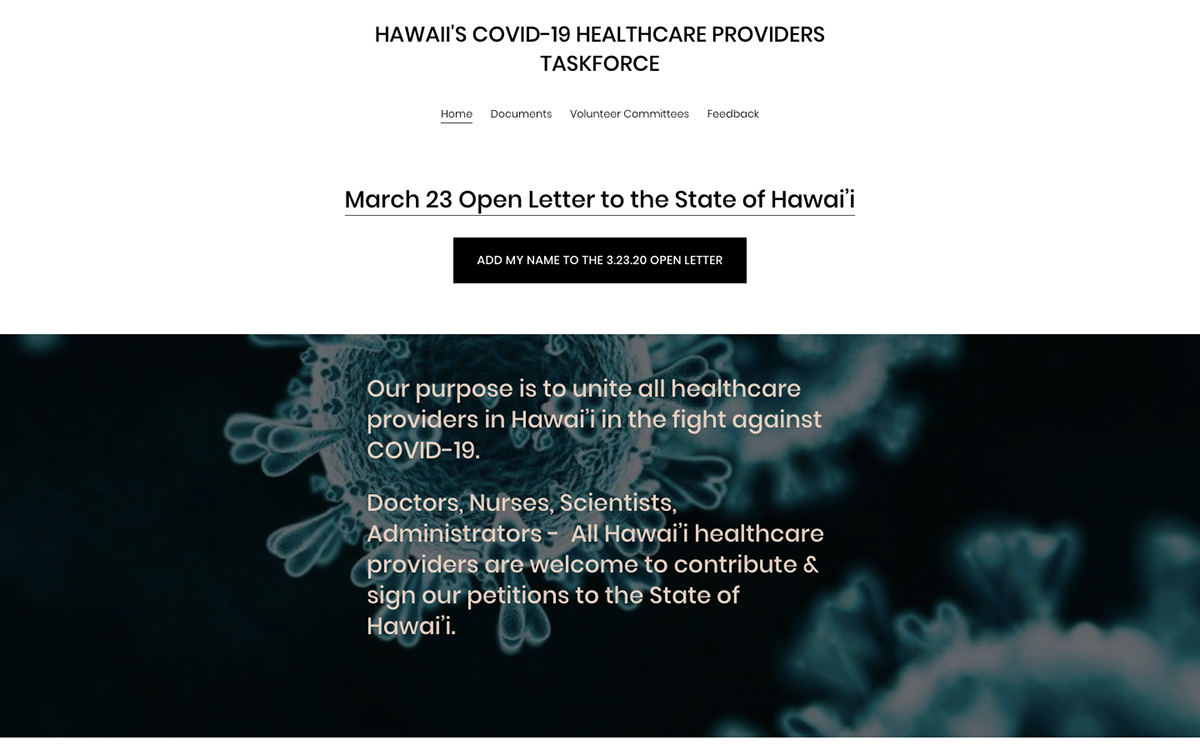 HAWAII'S COVID-19 HEALTHCARE PROVIDERS
TASKFORCE
Home Documents Volunteer Committees Feedback
March 23 Open Letter to the State of Hawai’i
ADD MY NAME TO THE 3.23.20 OPEN LETTER
Our purpose is to unite all healthcare
providers in Hawai’i in the fight against
COVID-19.
Doctors, Nurses, Scientists,
Administrators - All Hawai’i healthcare
providers are welcome to contribute &
sign our petitions to the State of
Hawai’i.